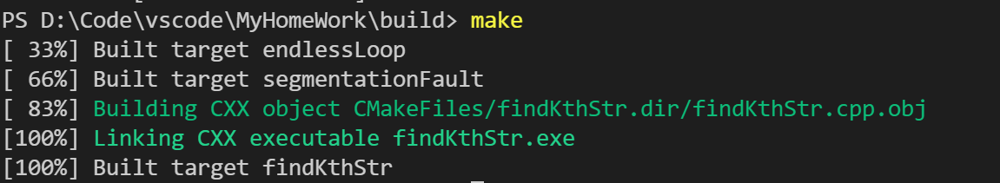 PS D:\Code\vscode\MyHomeWork\build> make
[ 33%] Built target endlessLoop
[ 66%] Built target segmentationFault
[ 83%] Building CXX object CMakeFiles/findKthStr.dir/findKthStr.cpp.obj
[100%] Linking CXX executable findKthStr.exe
[100%] Built target findKthStr